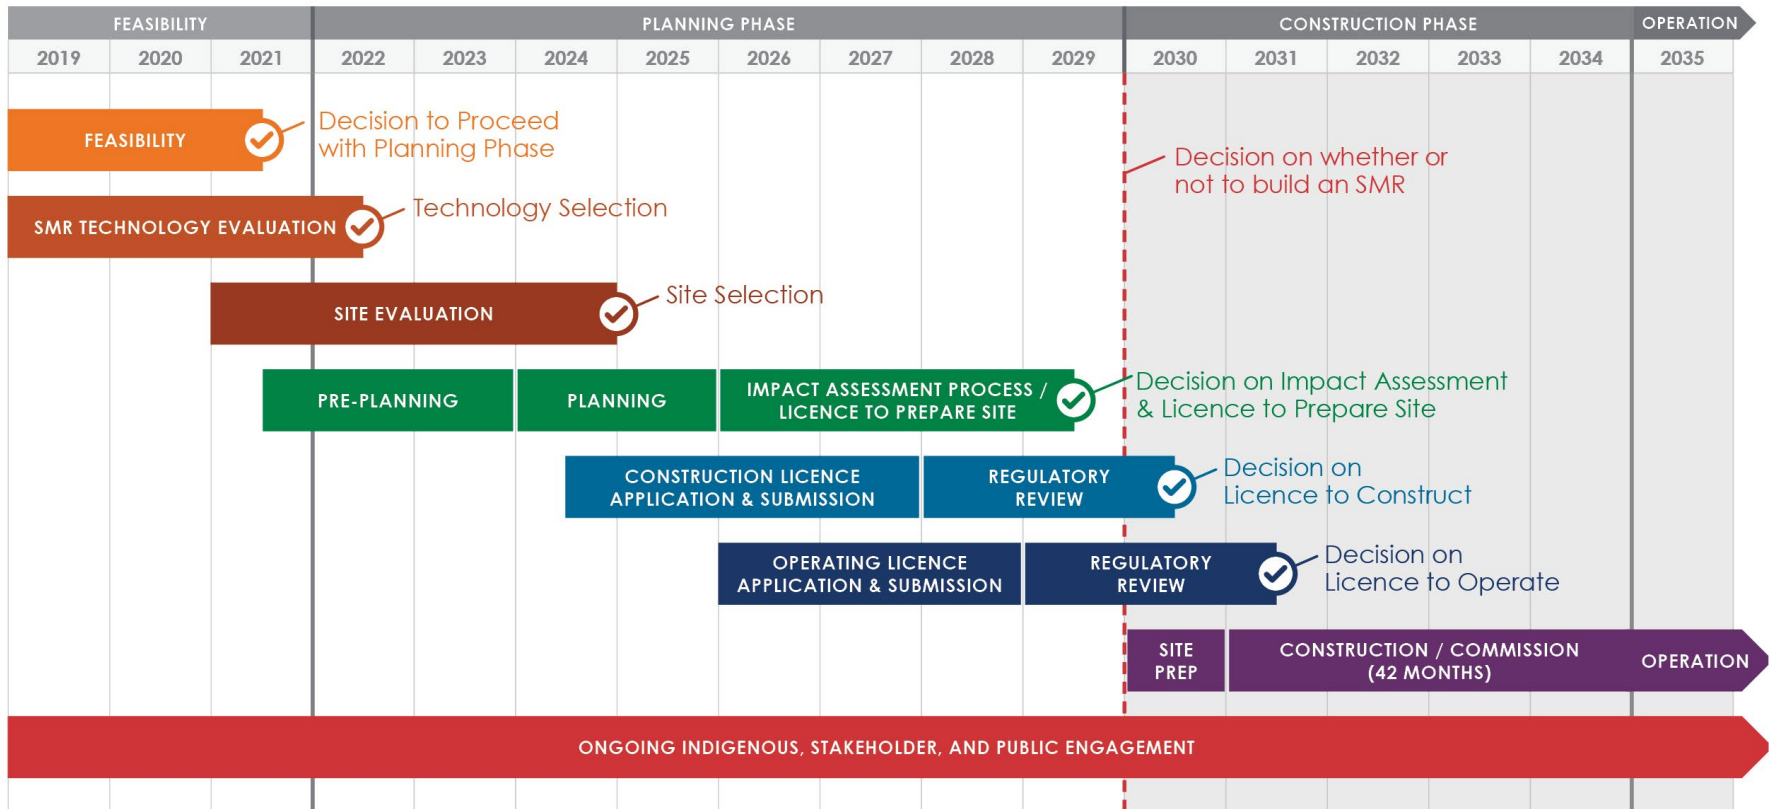 FEASIBILITY
PLANNING PHASE
CONSTRUCTION PHASE
OPERATION
2019 2020 2021 2022 2023 2024 2025 2026 2027 2028 2029 2030 2031 2032 2033 2034 2035
FEASIBILITY
Decision to Proceed
with Planning Phase
Decision on whether or
not to build an SMR
SMR TECHNOLOGY EVALUATION
Technology Selection
SITE EVALUATION
Site Selection
PRE-PLANNING
PLANNING
IMPACT ASSESSMENT PROCESS /
LICENCE TO PREPARE SITE
Decision on Impact Assessment
& Licence to Prepare Site
CONSTRUCTION LICENCE
APPLICATION & SUBMISSION
REGULATORY
REVIEW
Decision on
Licence to Construct
OPERATING LICENCE
APPLICATION & SUBMISSION
REGULATORY
REVIEW
Decision on
Licence to Operate
SITE
PREP
CONSTRUCTION / COMMISSION
(42 MONTHS)
OPERATION
ONGOING INDIGENOUS, STAKEHOLDER, AND PUBLIC ENGAGEMENT